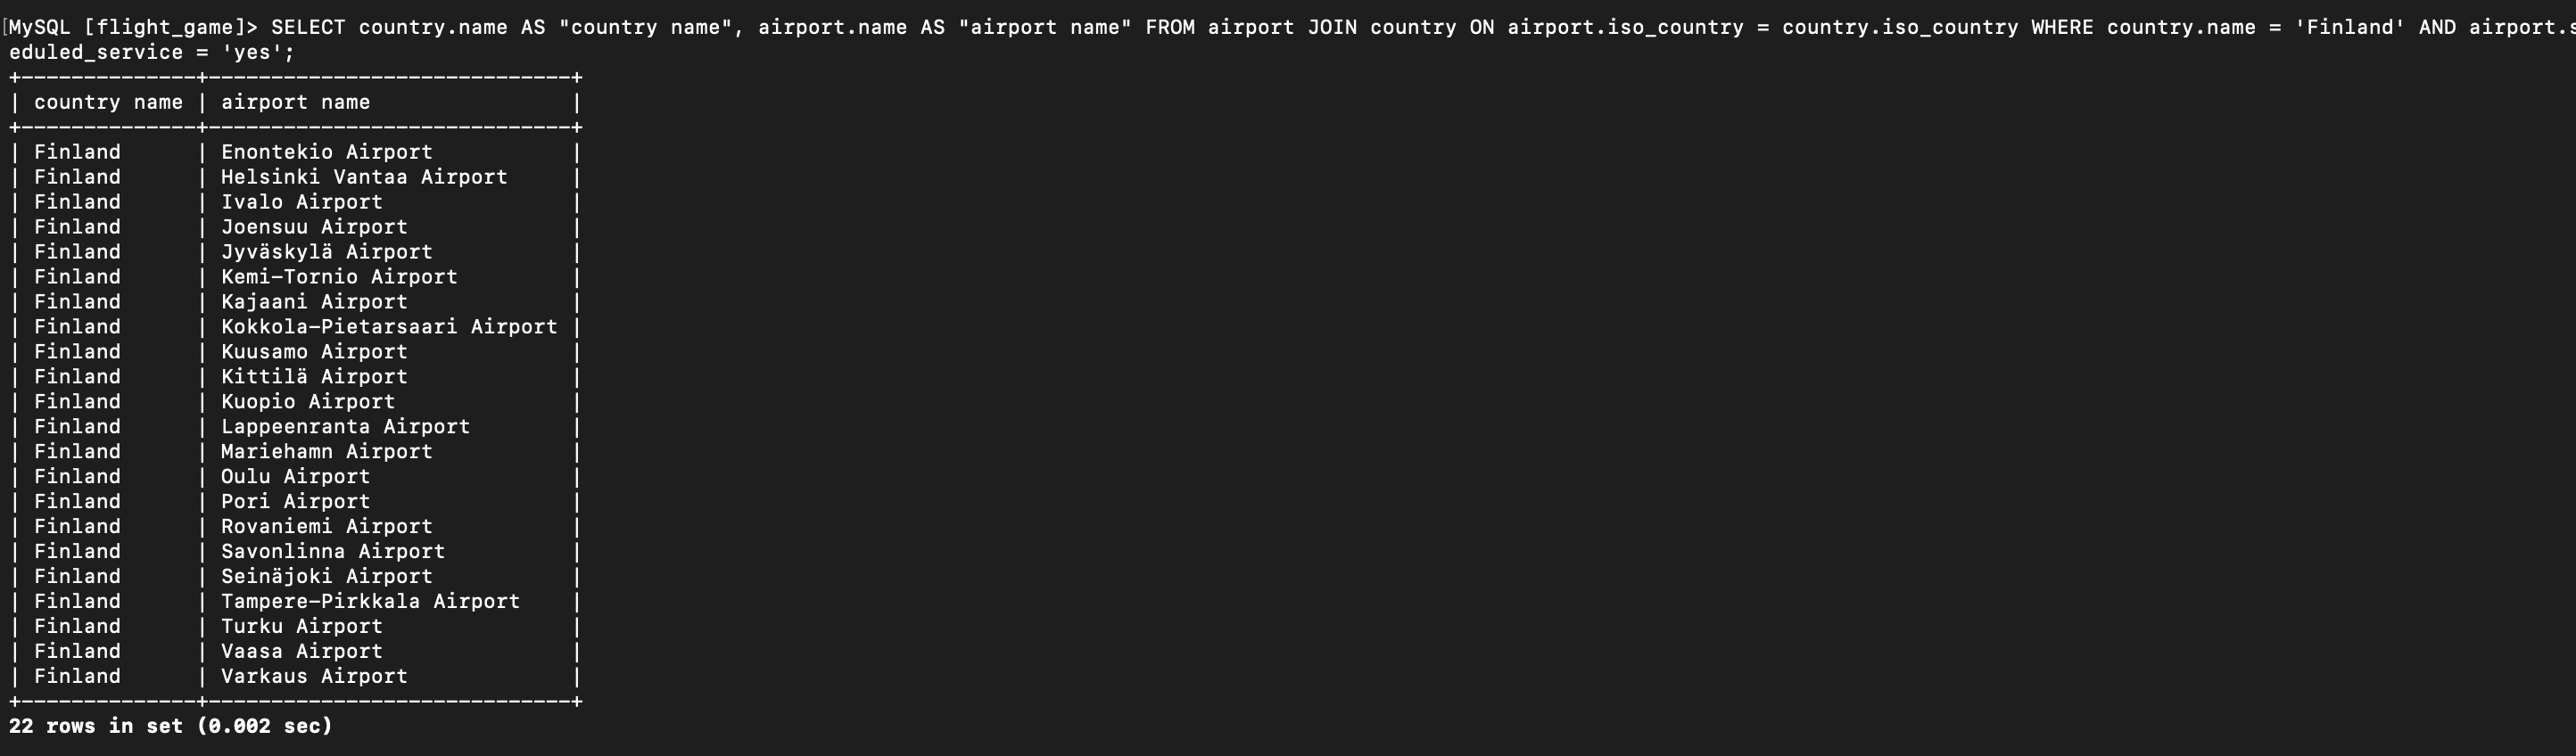 [MySQL [flight_game]> SELECT country.name AS "country name", airport.name AS "airport name" FROM airport JOIN country ON airport.iso_country = country.iso_country WHERE country.name = 'Finland' AND airport.s
eduled_service = 'yes';
+--------------+-----------------------------+
| country name | airport name                |
+--------------+-----------------------------+
| Finland      | Enontekio Airport           |
| Finland      | Helsinki Vantaa Airport     |
| Finland      | Ivalo Airport               |
| Finland      | Joensuu Airport             |
| Finland      | Jyväskylä Airport           |
| Finland      | Kemi-Tornio Airport         |
| Finland      | Kajaani Airport             |
| Finland      | Kokkola-Pietarsaari Airport |
| Finland      | Kuusamo Airport             |
| Finland      | Kittilä Airport             |
| Finland      | Kuopio Airport              |
| Finland      | Lappeenranta Airport        |
| Finland      | Mariehamn Airport           |
| Finland      | Oulu Airport                |
| Finland      | Pori Airport                |
| Finland      | Rovaniemi Airport           |
| Finland      | Savonlinna Airport          |
| Finland      | Seinäjoki Airport           |
| Finland      | Tampere-Pirkkala Airport    |
| Finland      | Turku Airport               |
| Finland      | Vaasa Airport               |
| Finland      | Varkaus Airport             |
+--------------+-----------------------------+
22 rows in set (0.002 sec)